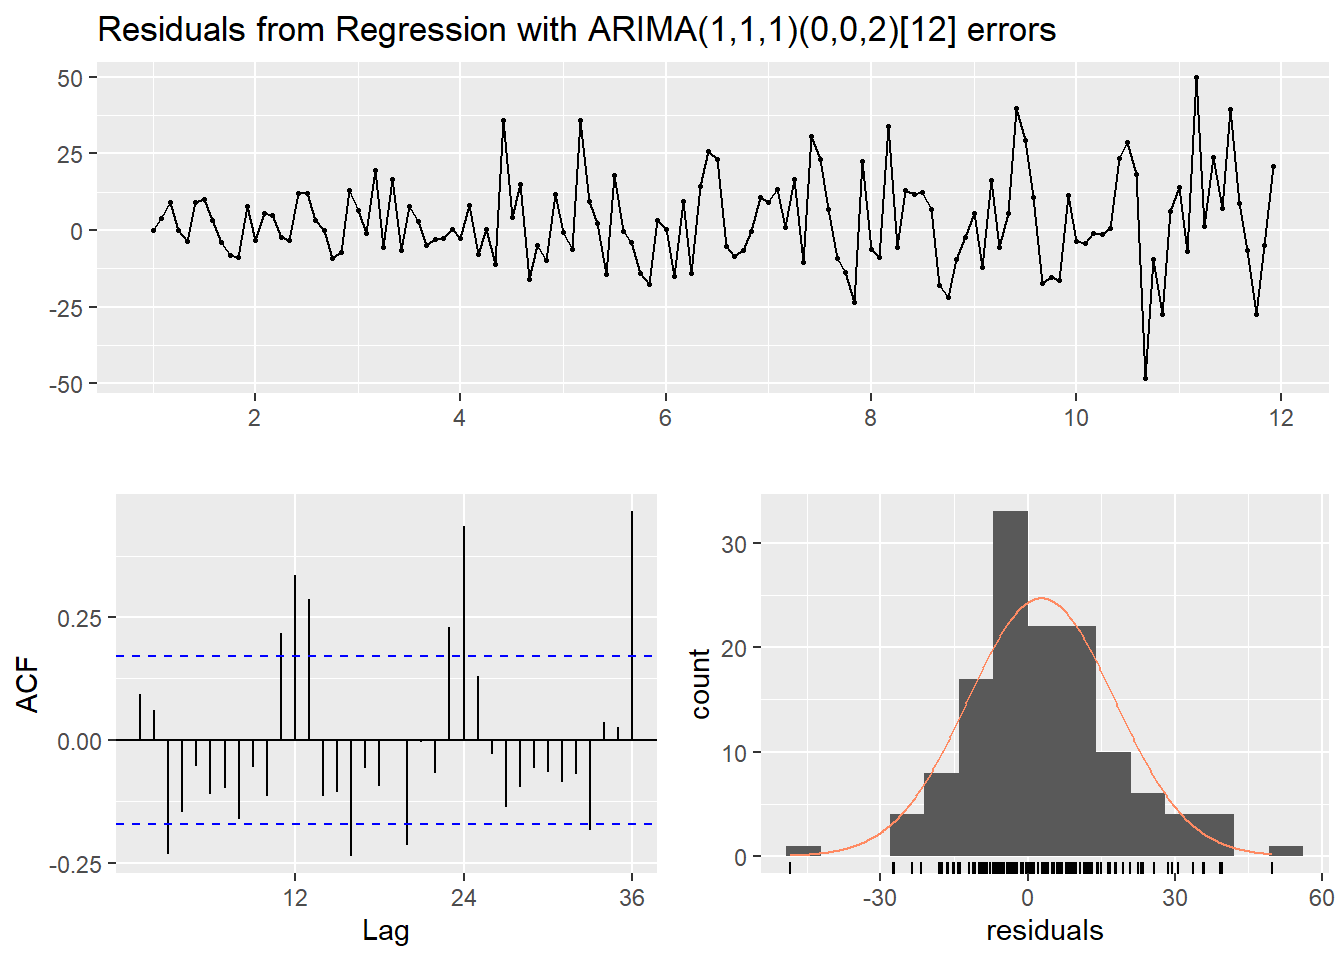 Residuals from Regression with ARIMA(1,1,1)(0,0,2)[12] errors
50
25
0
-25
-50
2 4 6 8 10 12
ACF
0.25
0.00
-0.25
12 24 36
Lag
count
30
20
10
0
-30 0 30 60
residuals